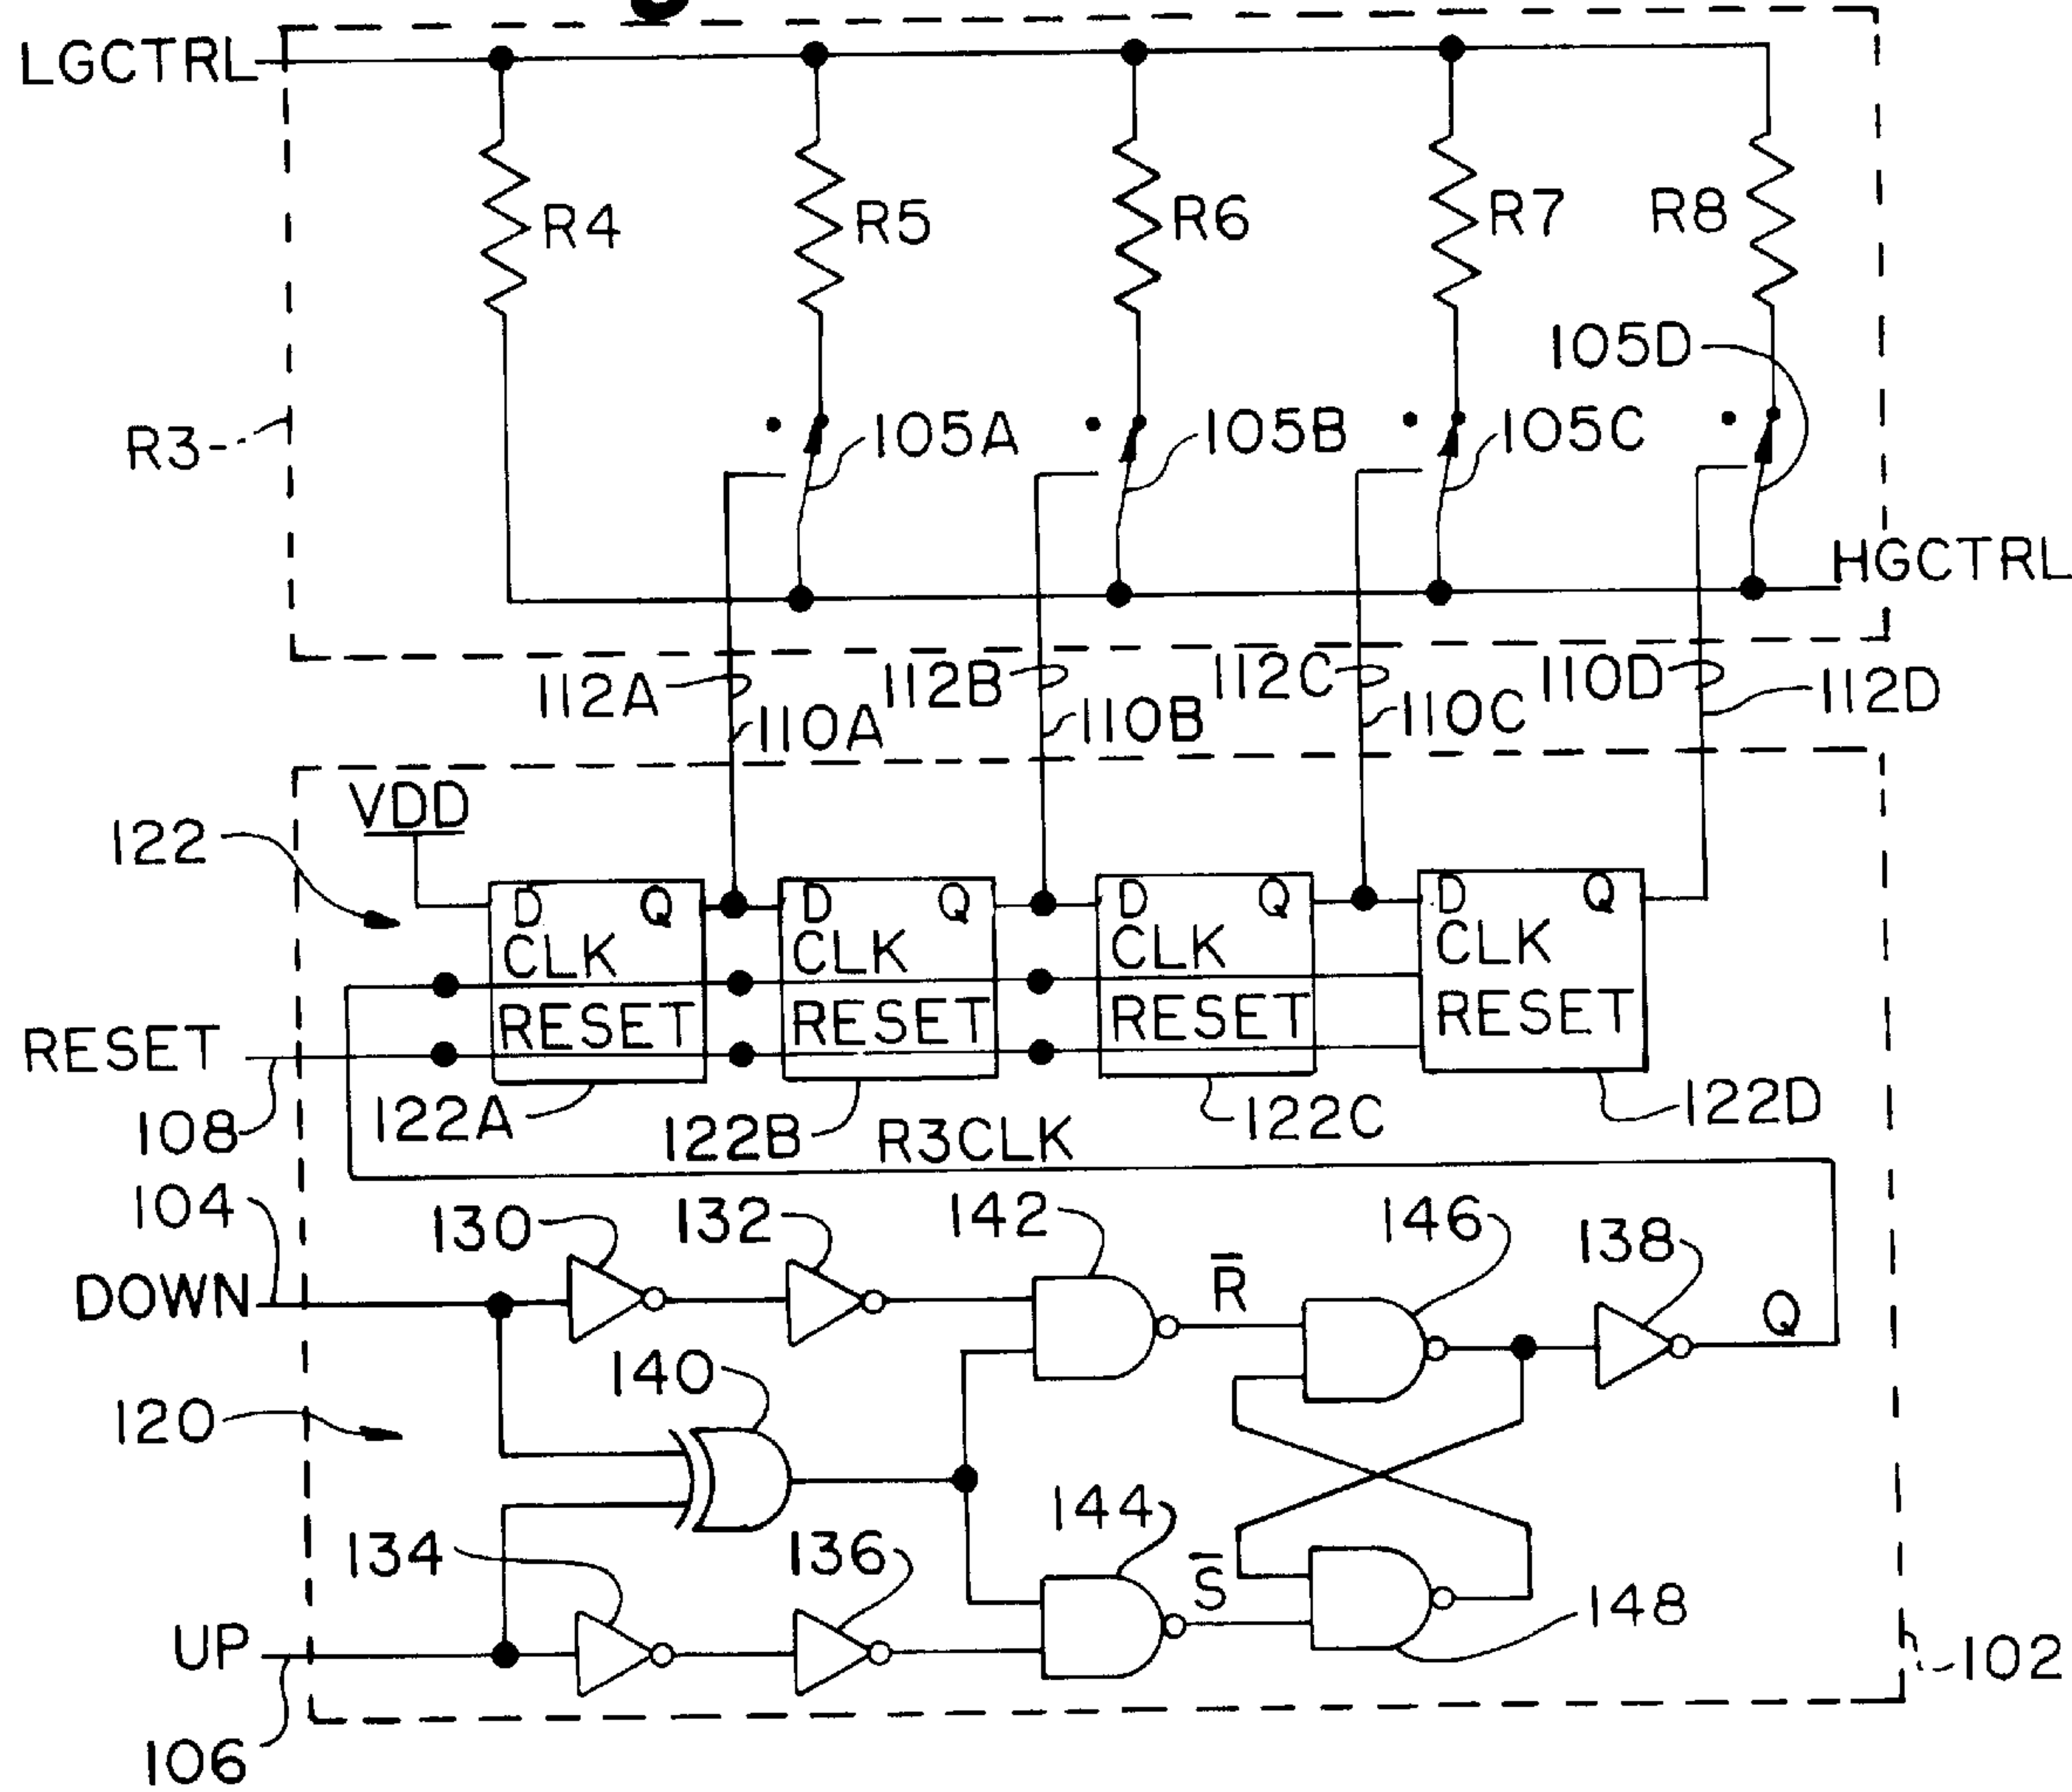 LGCTRL
R4 R5 R6 R7 R8
105D
R3 105A 105B 105C
HGCTRL
112A 112B 112C 110D 112D
110A 110B 110C
VDD
122
D Q D Q D Q D Q
CLK CLK CLK CLK
RESET RESET RESET RESET
RESET
108 122A 122B R3CLK 122C 122D
104 130 132 142 146 138
DOWN R̅ Q
140
120
134 136 144 S̅ 148
UP 102
106